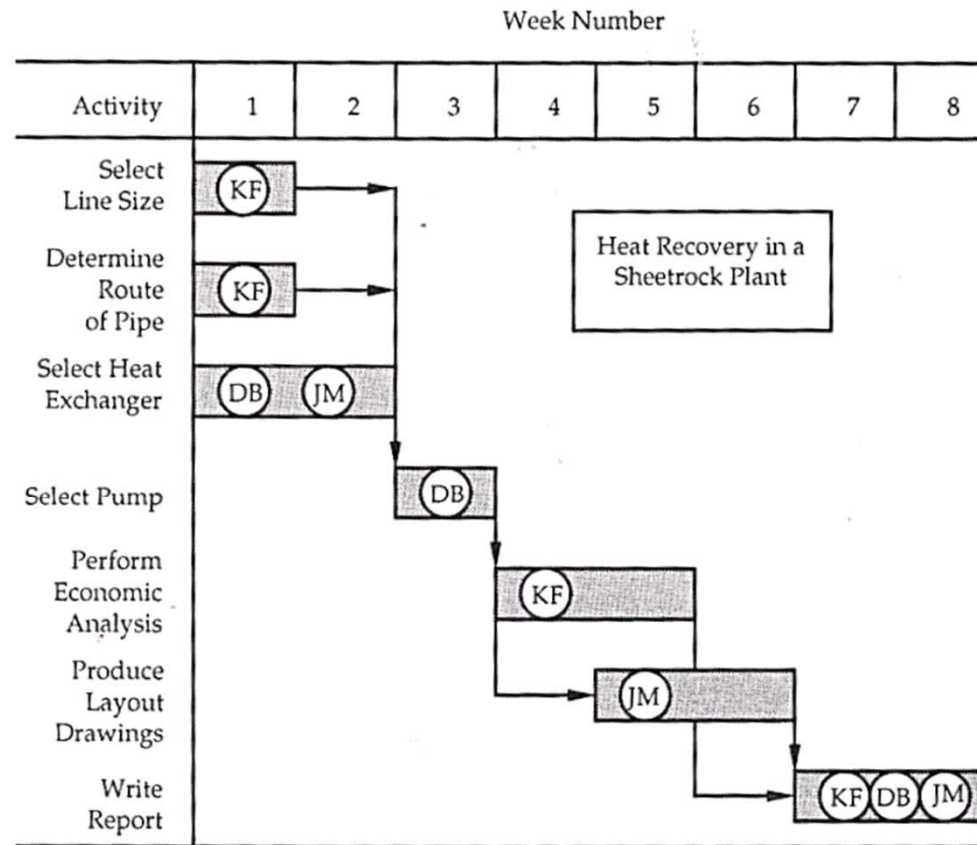 Week Number
Activity 1 2 3 4 5 6 7 8
Select
Line Size
KF
Heat Recovery in a
Sheetrock Plant
Determine
Route
of Pipe
KF
Select Heat
Exchanger
DB JM
Select Pump
DB
Perform
Economic
Analysis
KF
Produce
Layout
Drawings
JM
Write
Report
KF DB JM